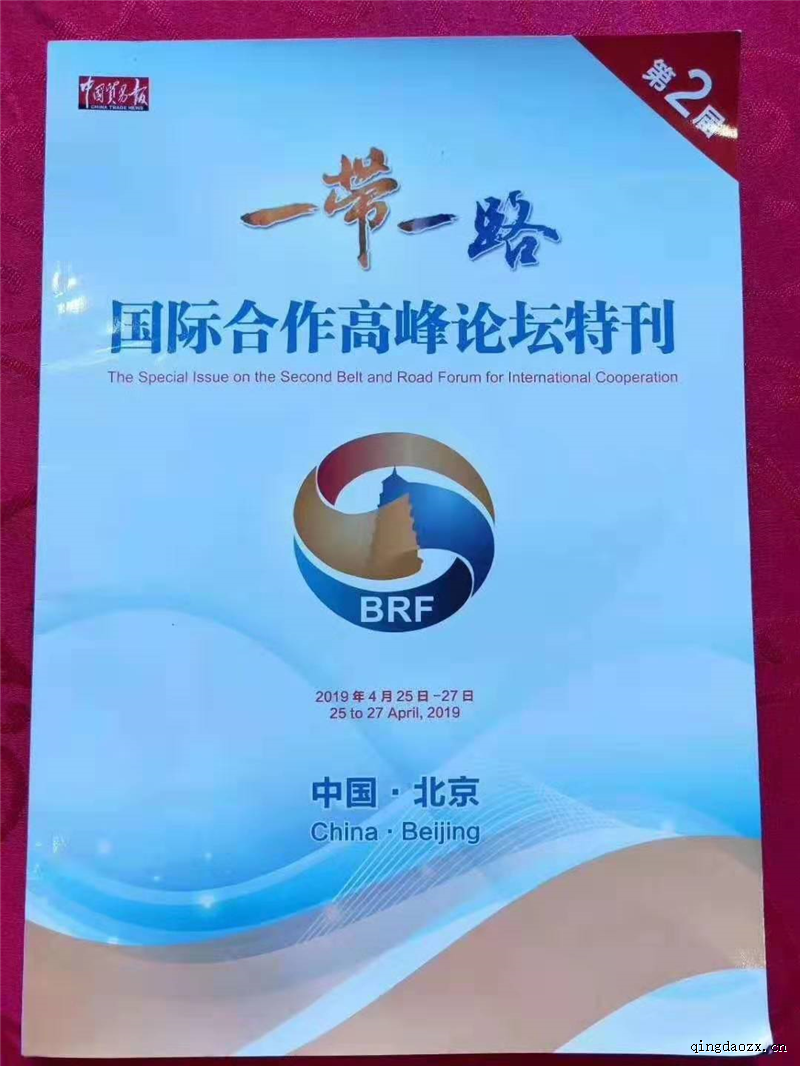 中国贸易报
CHINA TRADE NEWS
第2届
一带一路
国际合作高峰论坛特刊
The Special Issue on the Second Belt and Road Forum for International Cooperation
BRF
2019年4月25日-27日
25 to 27 April, 2019
中国·北京
China · Beijing
qingdaozx.cn